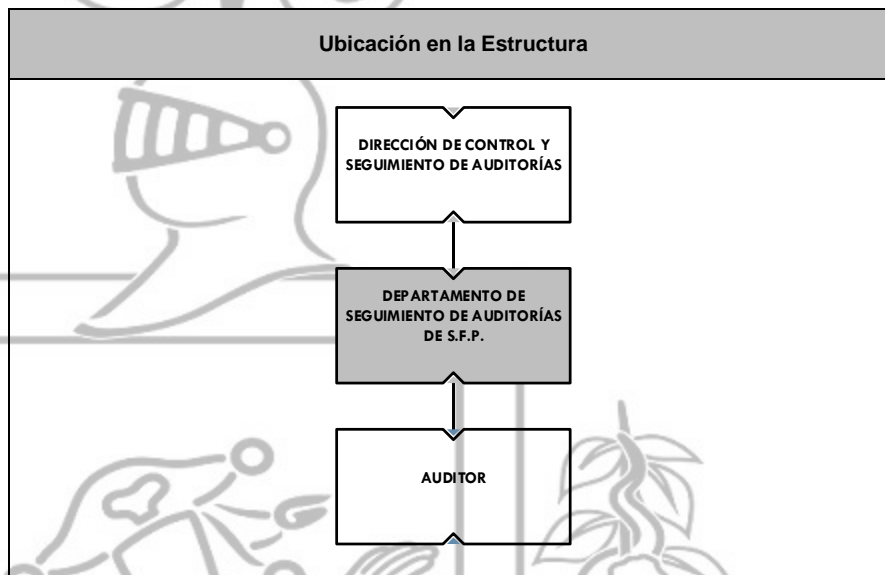 Ubicación en la Estructura
DIRECCIÓN DE CONTROL Y
SEGUIMIENTO DE AUDITORÍAS
DEPARTAMENTO DE
SEGUIMIENTO DE AUDITORÍAS
DE S.F.P.
AUDITOR